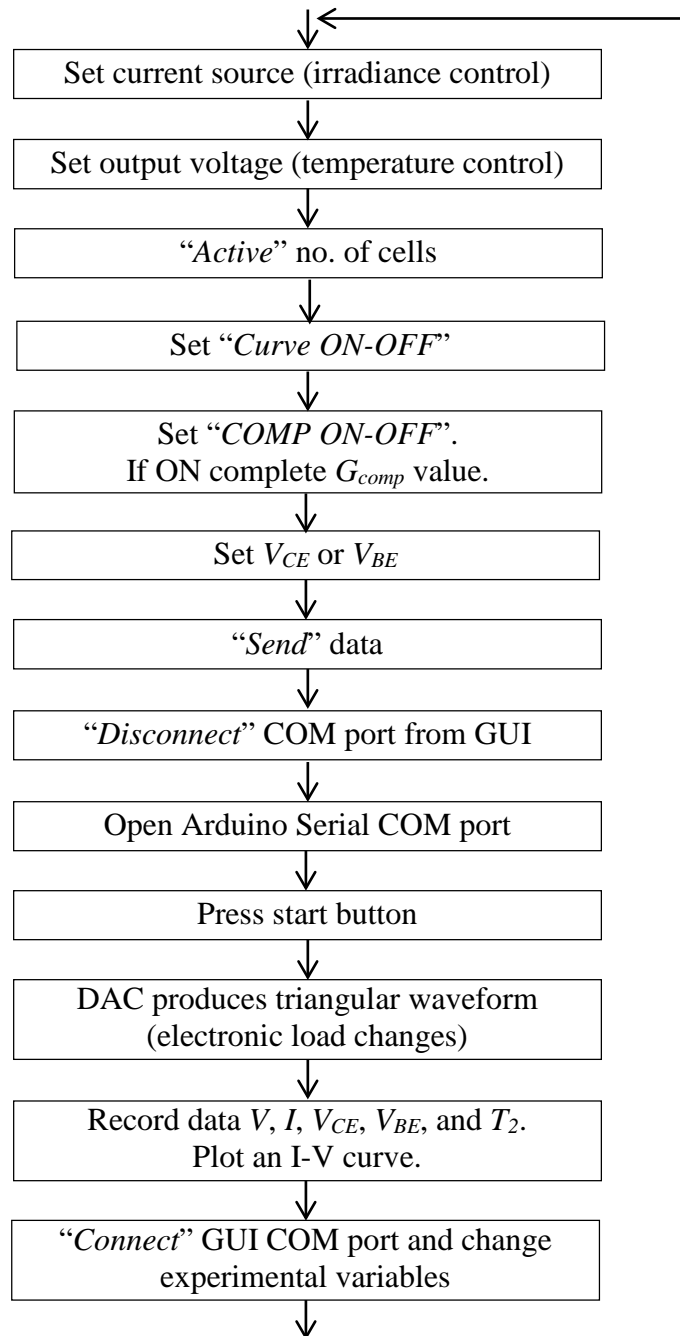 Set current source (irradiance control)
Set output voltage (temperature control)
“Active” no. of cells
Set “Curve ON-OFF”
Set “COMP ON-OFF”.
If ON complete Gcomp value.
Set VCE or VBE
“Send” data
“Disconnect” COM port from GUI
Open Arduino Serial COM port
Press start button
DAC produces triangular waveform
(electronic load changes)
Record data V, I, VCE, VBE, and T2.
Plot an I-V curve.
“Connect” GUI COM port and change
experimental variables